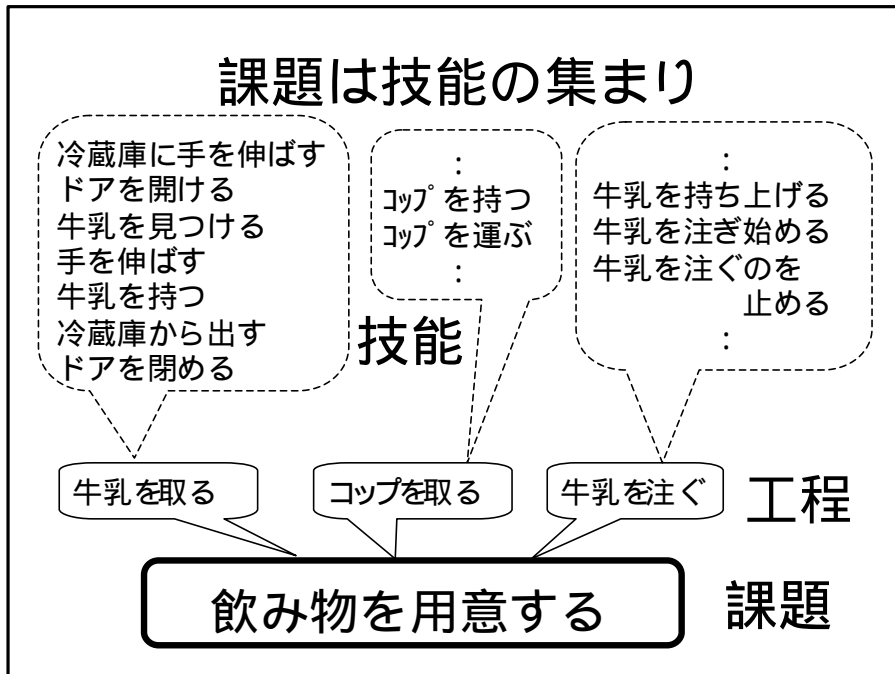 課題は技能の集まり
冷蔵庫に手を伸ばす
ドアを開ける
牛乳を見つける
手を伸ばす
牛乳を持つ
冷蔵庫から出す
ドアを閉める
:
ｺｯﾌﾟを持つ
ｺｯﾌﾟを運ぶ
:
:
牛乳を持ち上げる
牛乳を注ぎ始める
牛乳を注ぐのを
止める
:
技能
牛乳を取る
コップを取る
牛乳を注ぐ
工程
飲み物を用意する
課題